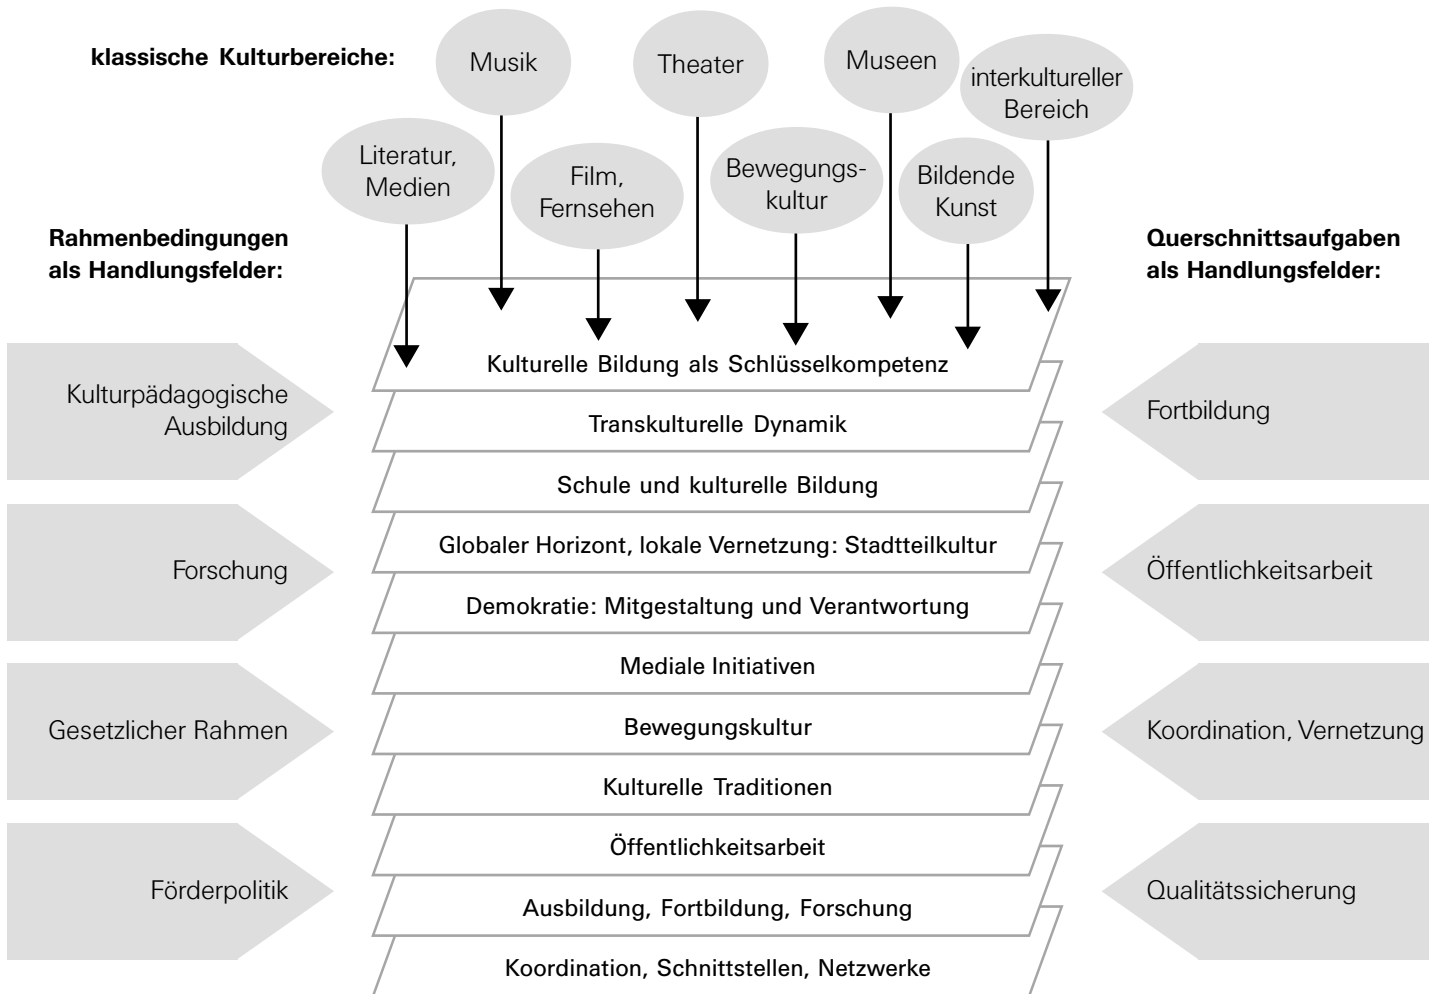 klassische Kulturbereiche:
Musik
Theater
Museen
interkultureller
Bereich
Literatur,
Medien
Film,
Fernsehen
Bewegungs-
kultur
Bildende
Kunst
Rahmenbedingungen
als Handlungsfelder:
Querschnittsaufgaben
als Handlungsfelder:
Kulturpädagogische
Ausbildung
Forschung
Gesetzlicher Rahmen
Förderpolitik
Kulturelle Bildung als Schlüsselkompetenz
Transkulturelle Dynamik
Schule und kulturelle Bildung
Globaler Horizont, lokale Vernetzung: Stadtteilkultur
Demokratie: Mitgestaltung und Verantwortung
Mediale Initiativen
Bewegungskultur
Kulturelle Traditionen
Öffentlichkeitsarbeit
Ausbildung, Fortbildung, Forschung
Koordination, Schnittstellen, Netzwerke
Fortbildung
Öffentlichkeitsarbeit
Koordination, Vernetzung
Qualitätssicherung